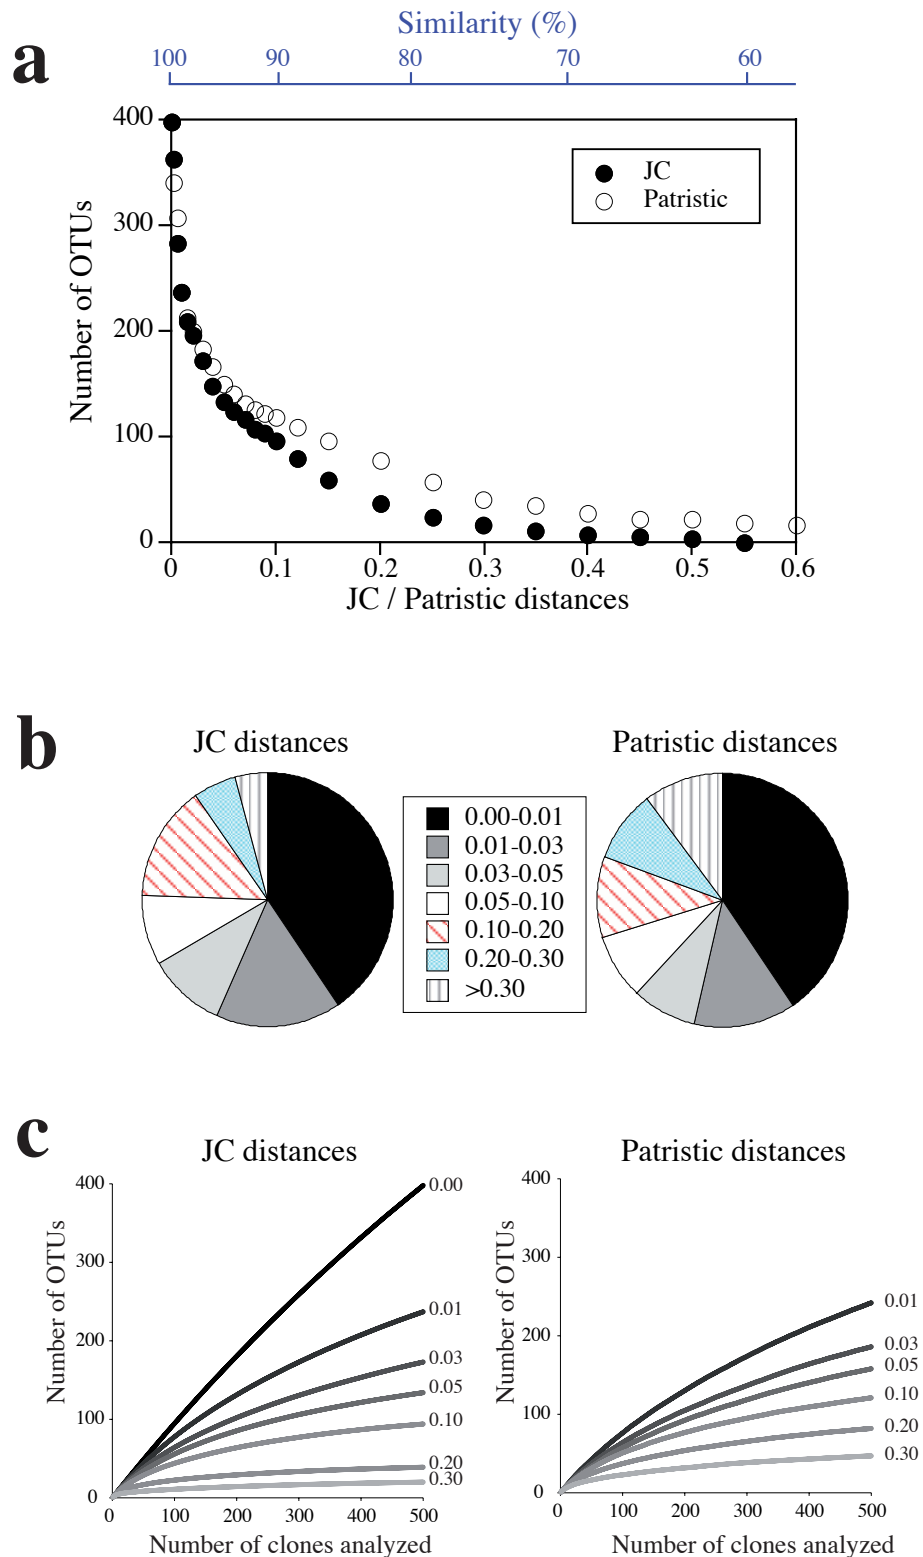 a
Similarity (%)
100 90 80 70 60
400
300
200
100
0
Number of OTUs
JC
Patristic
0 0.1 0.2 0.3 0.4 0.5 0.6
JC / Patristic distances
b
JC distances
Patristic distances
0.00-0.01
0.01-0.03
0.03-0.05
0.05-0.10
0.10-0.20
0.20-0.30
>0.30
c
JC distances
400
300
200
100
0
Number of OTUs
0.00
0.01
0.03
0.05
0.10
0.20
0.30
0 100 200 300 400 500
Number of clones analyzed
Patristic distances
400
300
200
100
0
Number of OTUs
0.01
0.03
0.05
0.10
0.20
0.30
0 100 200 300 400 500
Number of clones analyzed